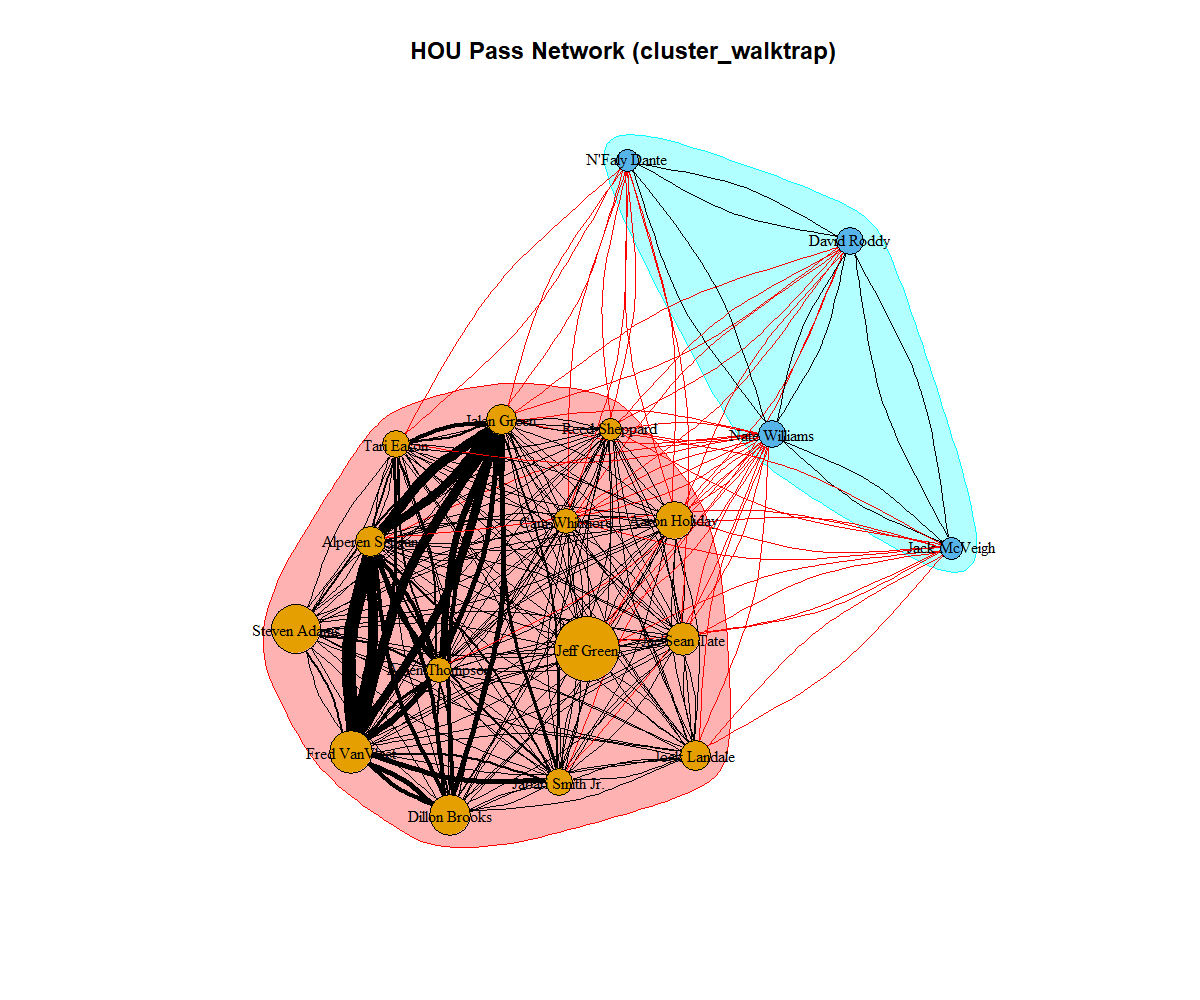 HOU Pass Network (cluster_walktrap)
N'Faly Dante
David Roddy
Jalen Green
Reed Sheppard
Nate Williams
Tari Eason
Cam Whitmore
Aaron Holiday
Alperen Sengun
Jack McVeigh
Steven Adams
Jeff Green
Sean Tate
Thompson
Fred VanVleet
Jock Landale
Jabari Smith Jr.
Dillon Brooks